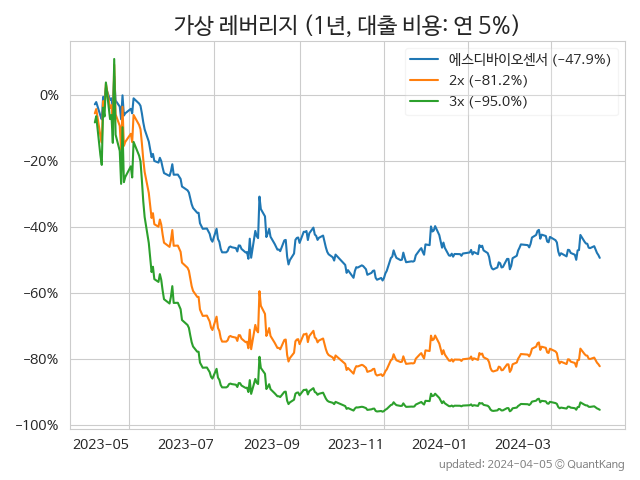 가상 레버리지 (1년, 대출 비용: 연 5%)
에스디바이오센서 (−47.9%)
2x (−81.2%)
3x (−95.0%)
0%
−20%
−40%
−60%
−80%
−100%
2023-05 2023-07 2023-09 2023-11 2024-01 2024-03
updated: 2024-04-05 © QuantKang